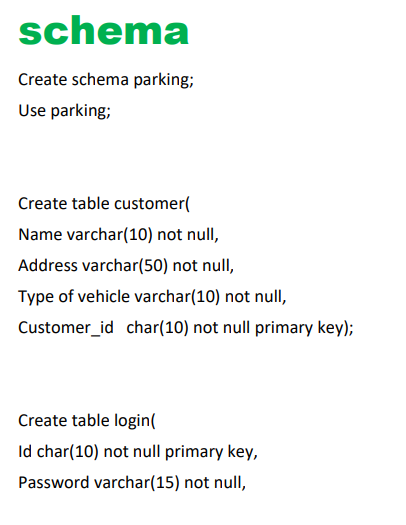 schema
Create schema parking;
Use parking;
Create table customer(
Name varchar(10) not null,
Address varchar(50) not null,
Type of vehicle varchar(10) not null,
Customer_id char(10) not null primary key);
Create table login(
Id char(10) not null primary key,
Password varchar(15) not null,